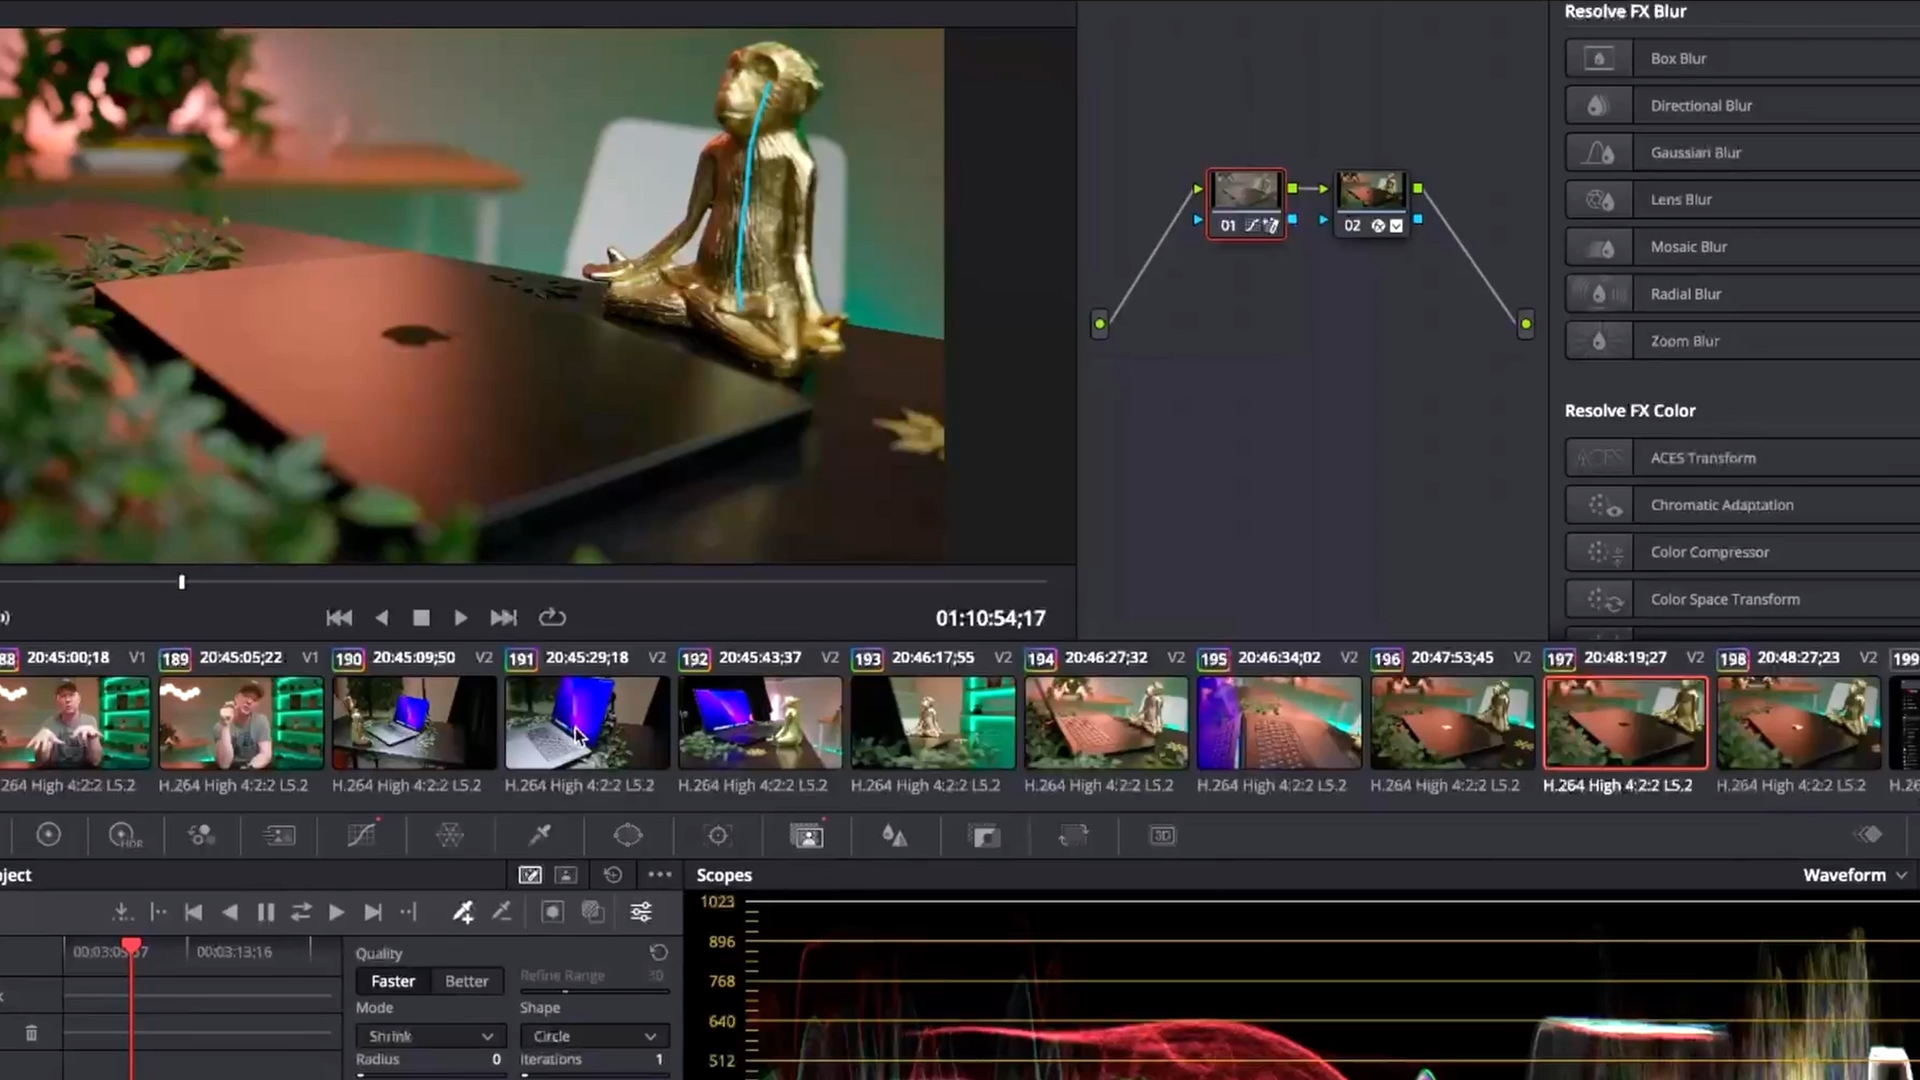 Resolve FX Blur
Box Blur
Directional Blur
Gaussian Blur
Lens Blur
Mosaic Blur
Radial Blur
Zoom Blur
Resolve FX Color
ACES Transform
Chromatic Adaptation
Color Compressor
Color Space Transform
01
02
01:10:54;17
88 20:45:00;18 V1
189 20:45:05;22 V1
190 20:45:09;50 V2
191 20:45:29;18 V2
192 20:45:43;37 V2
193 20:46:17;55 V2
194 20:46:27;32 V2
195 20:46:34;02 V2
196 20:47:53;45 V2
197 20:48:19;27 V2
198 20:48:27;23 V2
199
264 High 4:2:2 L5.2
H.264 High 4:2:2 L5.2
H.264 High 4:2:2 L5.2
H.264 High 4:2:2 L5.2
H.264 High 4:2:2 L5.2
H.264 High 4:2:2 L5.2
H.264 High 4:2:2 L5.2
H.264 High 4:2:2 L5.2
H.264 High 4:2:2 L5.2
H.264 High 4:2:2 L5.2
H.264 High 4:2:2 L5.2
H.26
HDR
3D
ject
Scopes
Waveform
00:03:13;16
Quality
Faster Better
Refine Range 30
Mode
Shape
Shrink
Circle
Radius 0
Iterations 1
1023
896
768
640
512